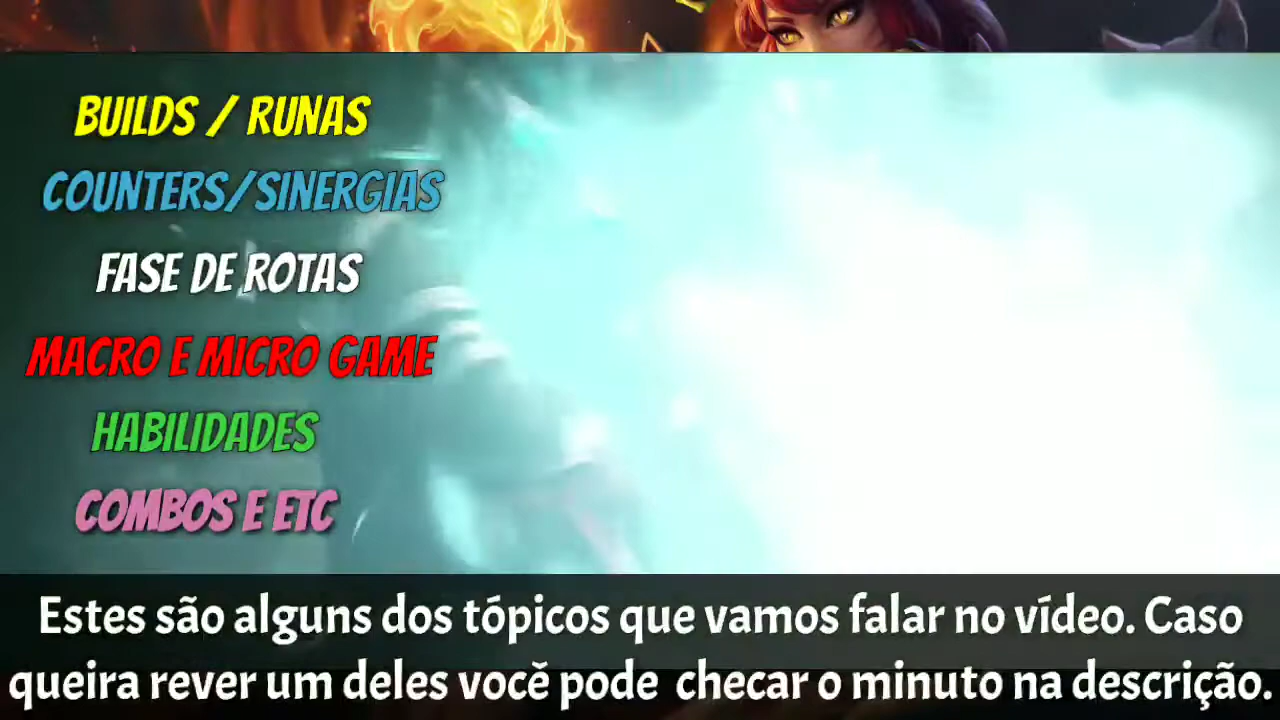 BUILDS / RUNAS
COUNTERS/SINERGIAS
FASE DE ROTAS
MACRO E MICRO GAME
HABILIDADES
COMBOS E ETC
Estes são alguns dos tópicos que vamos falar no vídeo. Caso
queira rever um deles você pode checar o minuto na descrição.